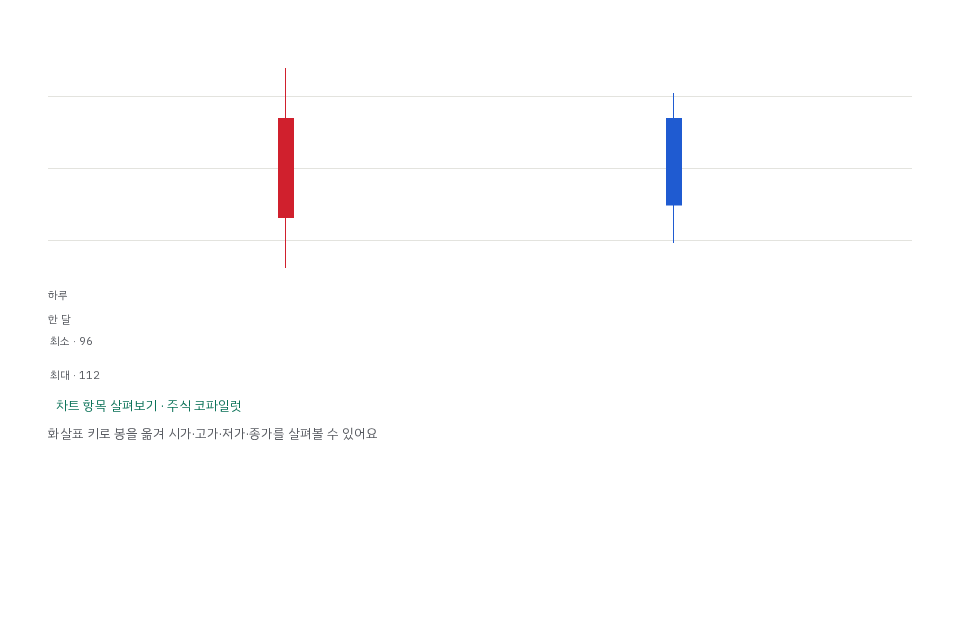 하루
한 달
최소 · 96
최대 · 112
차트 항목 살펴보기 · 주식 코파일럿
화살표 키로 봉을 옮겨 시가·고가·저가·종가를 살펴볼 수 있어요